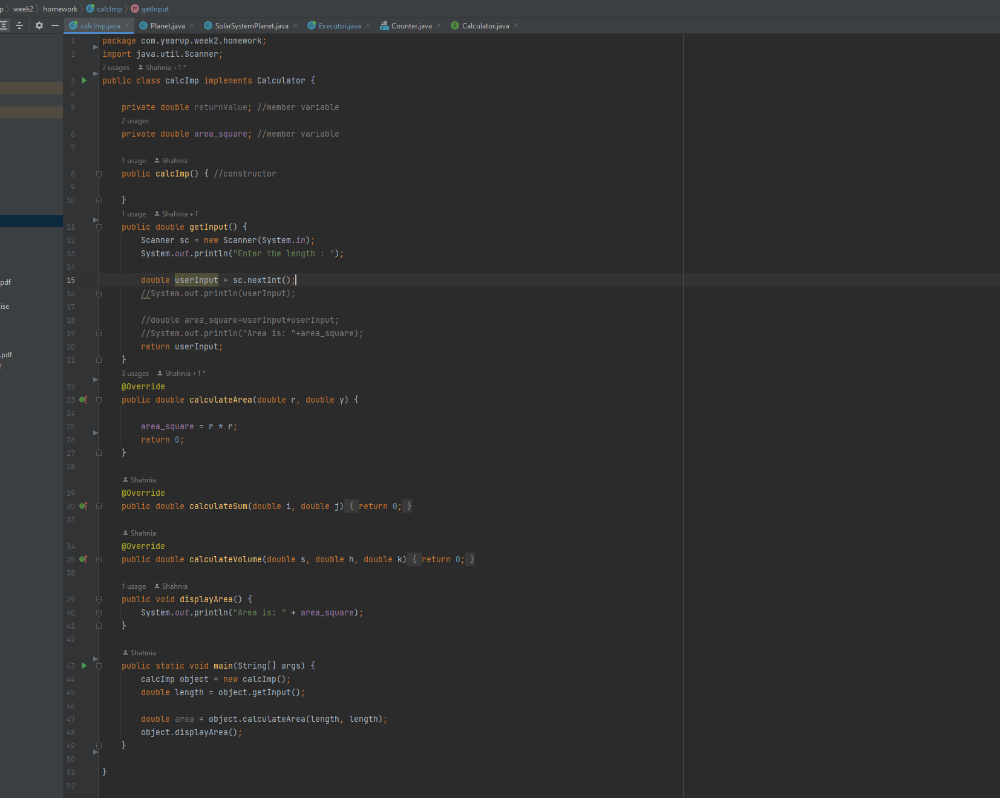 p week2 homework calcImp getInput
calcImp.java Planet.java SolarSystemPlanet.java Executor.java Counter.java Calculator.java
1 package com.yearup.week2.homework;
2 import java.util.Scanner;
2 usages Shahnia +1 *
3 public class calcImp implements Calculator {
4
5 private double returnValue; //member variable
2 usages
6 private double area_square; //member variable
7
1 usage Shahnia
8 public calcImp() { //constructor
9
10 }
1 usage Shahnia +1
11 public double getInput() {
12 Scanner sc = new Scanner(System.in);
13 System.out.println("Enter the length : ");
14
15 double userInput = sc.nextInt();
pdf
16 //System.out.println(userInput);
17
ise
18 //double area_square=userInput*userInput;
19 //System.out.println("Area is: "+area_square);
20 return userInput;
.pdf
21 }
f
3 usages Shahnia +1 *
22 @Override
23 public double calculateArea(double r, double y) {
24
25 area_square = r * r;
26 return 0;
27 }
28
Shahnia
29 @Override
30 public double calculateSum(double i, double j) { return 0; }
33
Shahnia
34 @Override
35 public double calculateVolume(double s, double h, double k) { return 0; }
38
1 usage Shahnia
39 public void displayArea() {
40 System.out.println("Area is: " + area_square);
41 }
42
Shahnia
43 public static void main(String[] args) {
44 calcImp object = new calcImp();
45 double length = object.getInput();
46
47 double area = object.calculateArea(length, length);
48 object.displayArea();
49 }
50
51 }
52